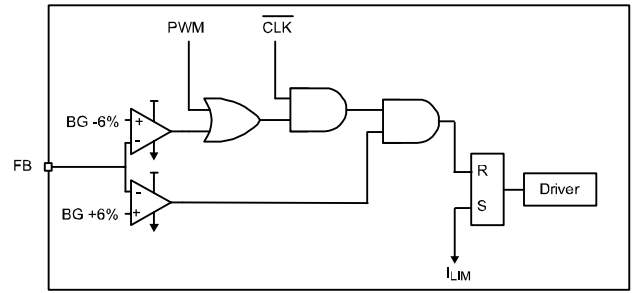 PWM
CLK
BG -6%
+
-
FB
-
+
BG +6%
R
S
Driver
ILIM